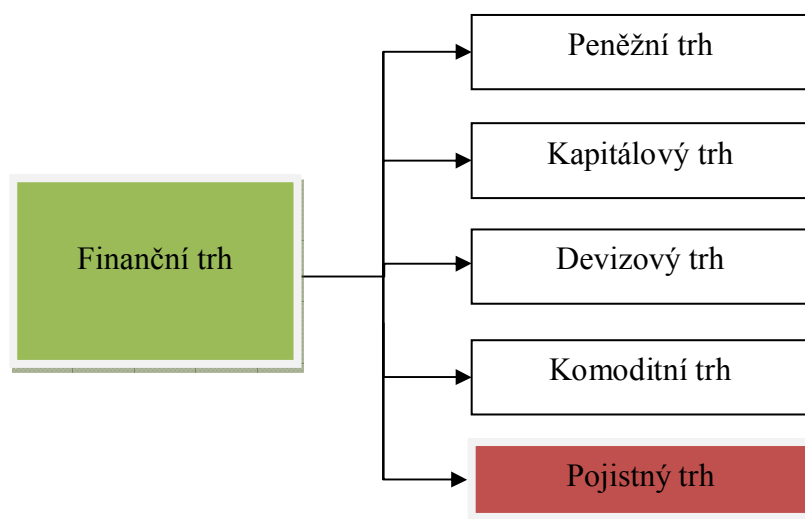 Peněžní trh
Kapitálový trh
Finanční trh
Devizový trh
Komoditní trh
Pojistný trh